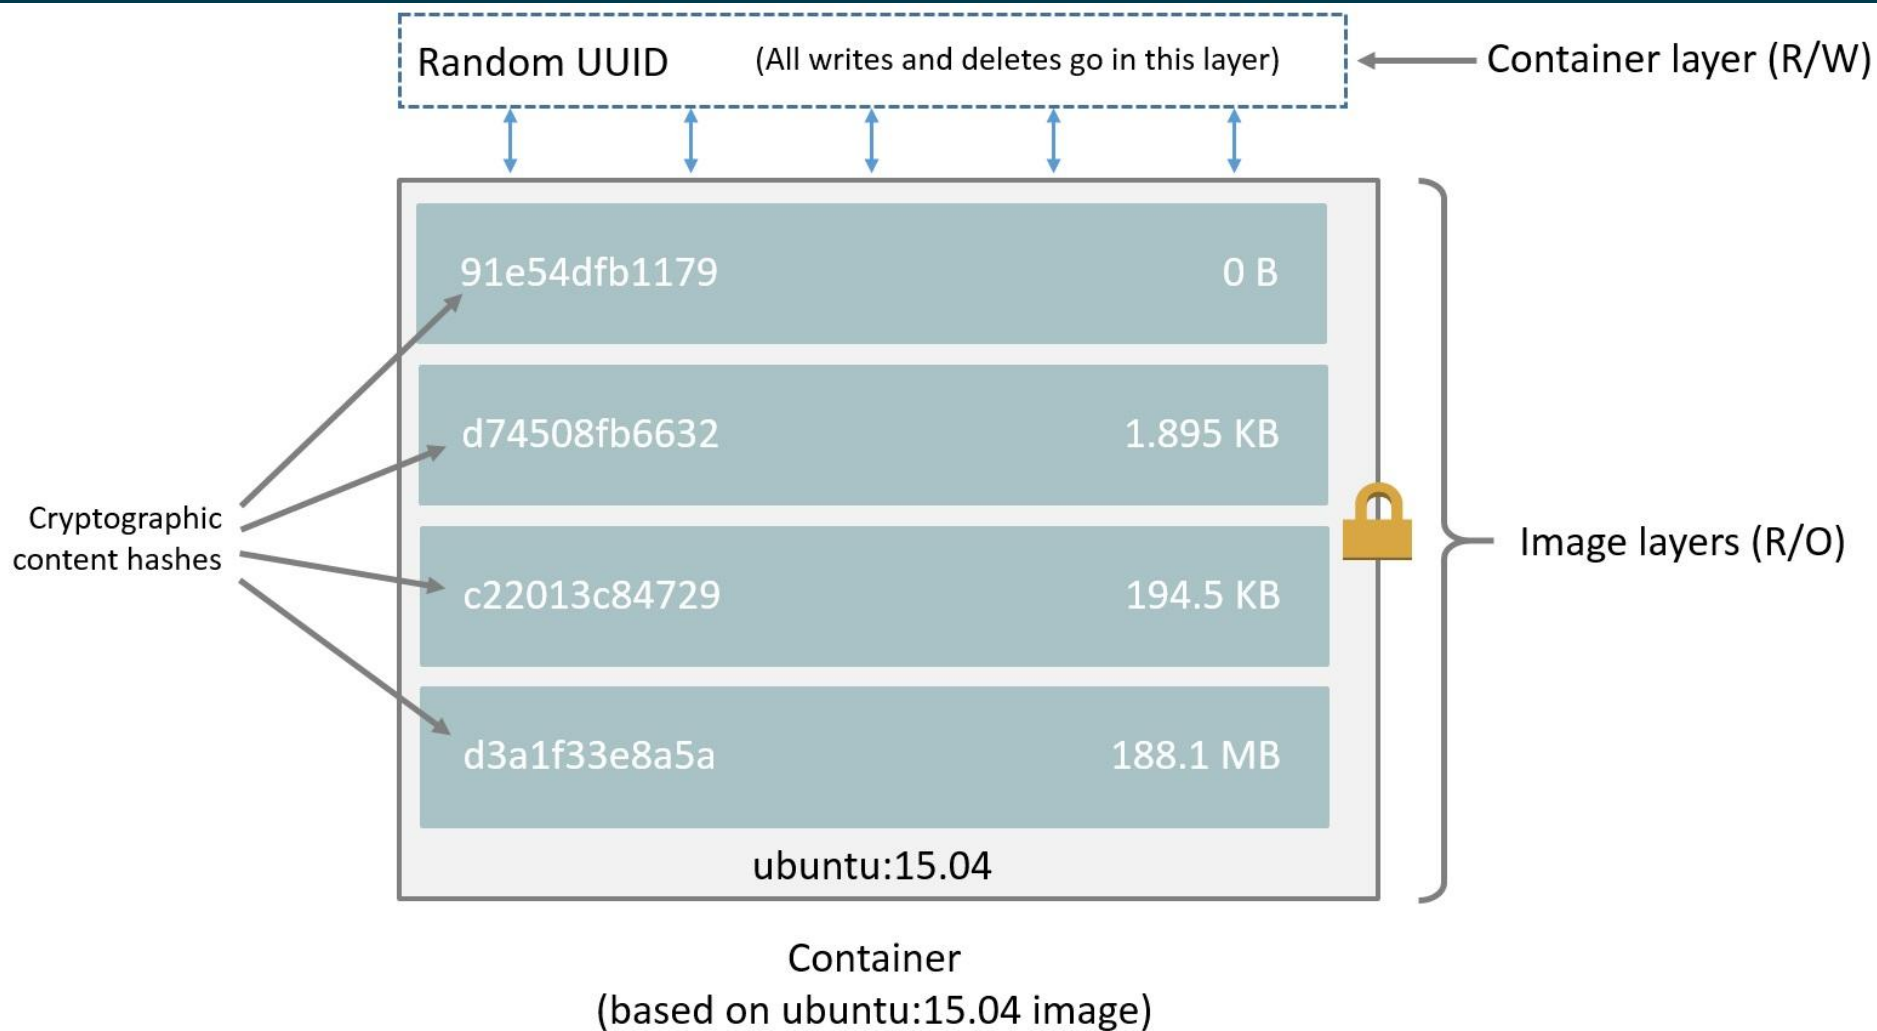 Random UUID (All writes and deletes go in this layer)
Container layer (R/W)
91e54dfb1179 0 B
d74508fb6632 1.895 KB
Cryptographic
content hashes
c22013c84729 194.5 KB
Image layers (R/O)
d3a1f33e8a5a 188.1 MB
ubuntu:15.04
Container
(based on ubuntu:15.04 image)